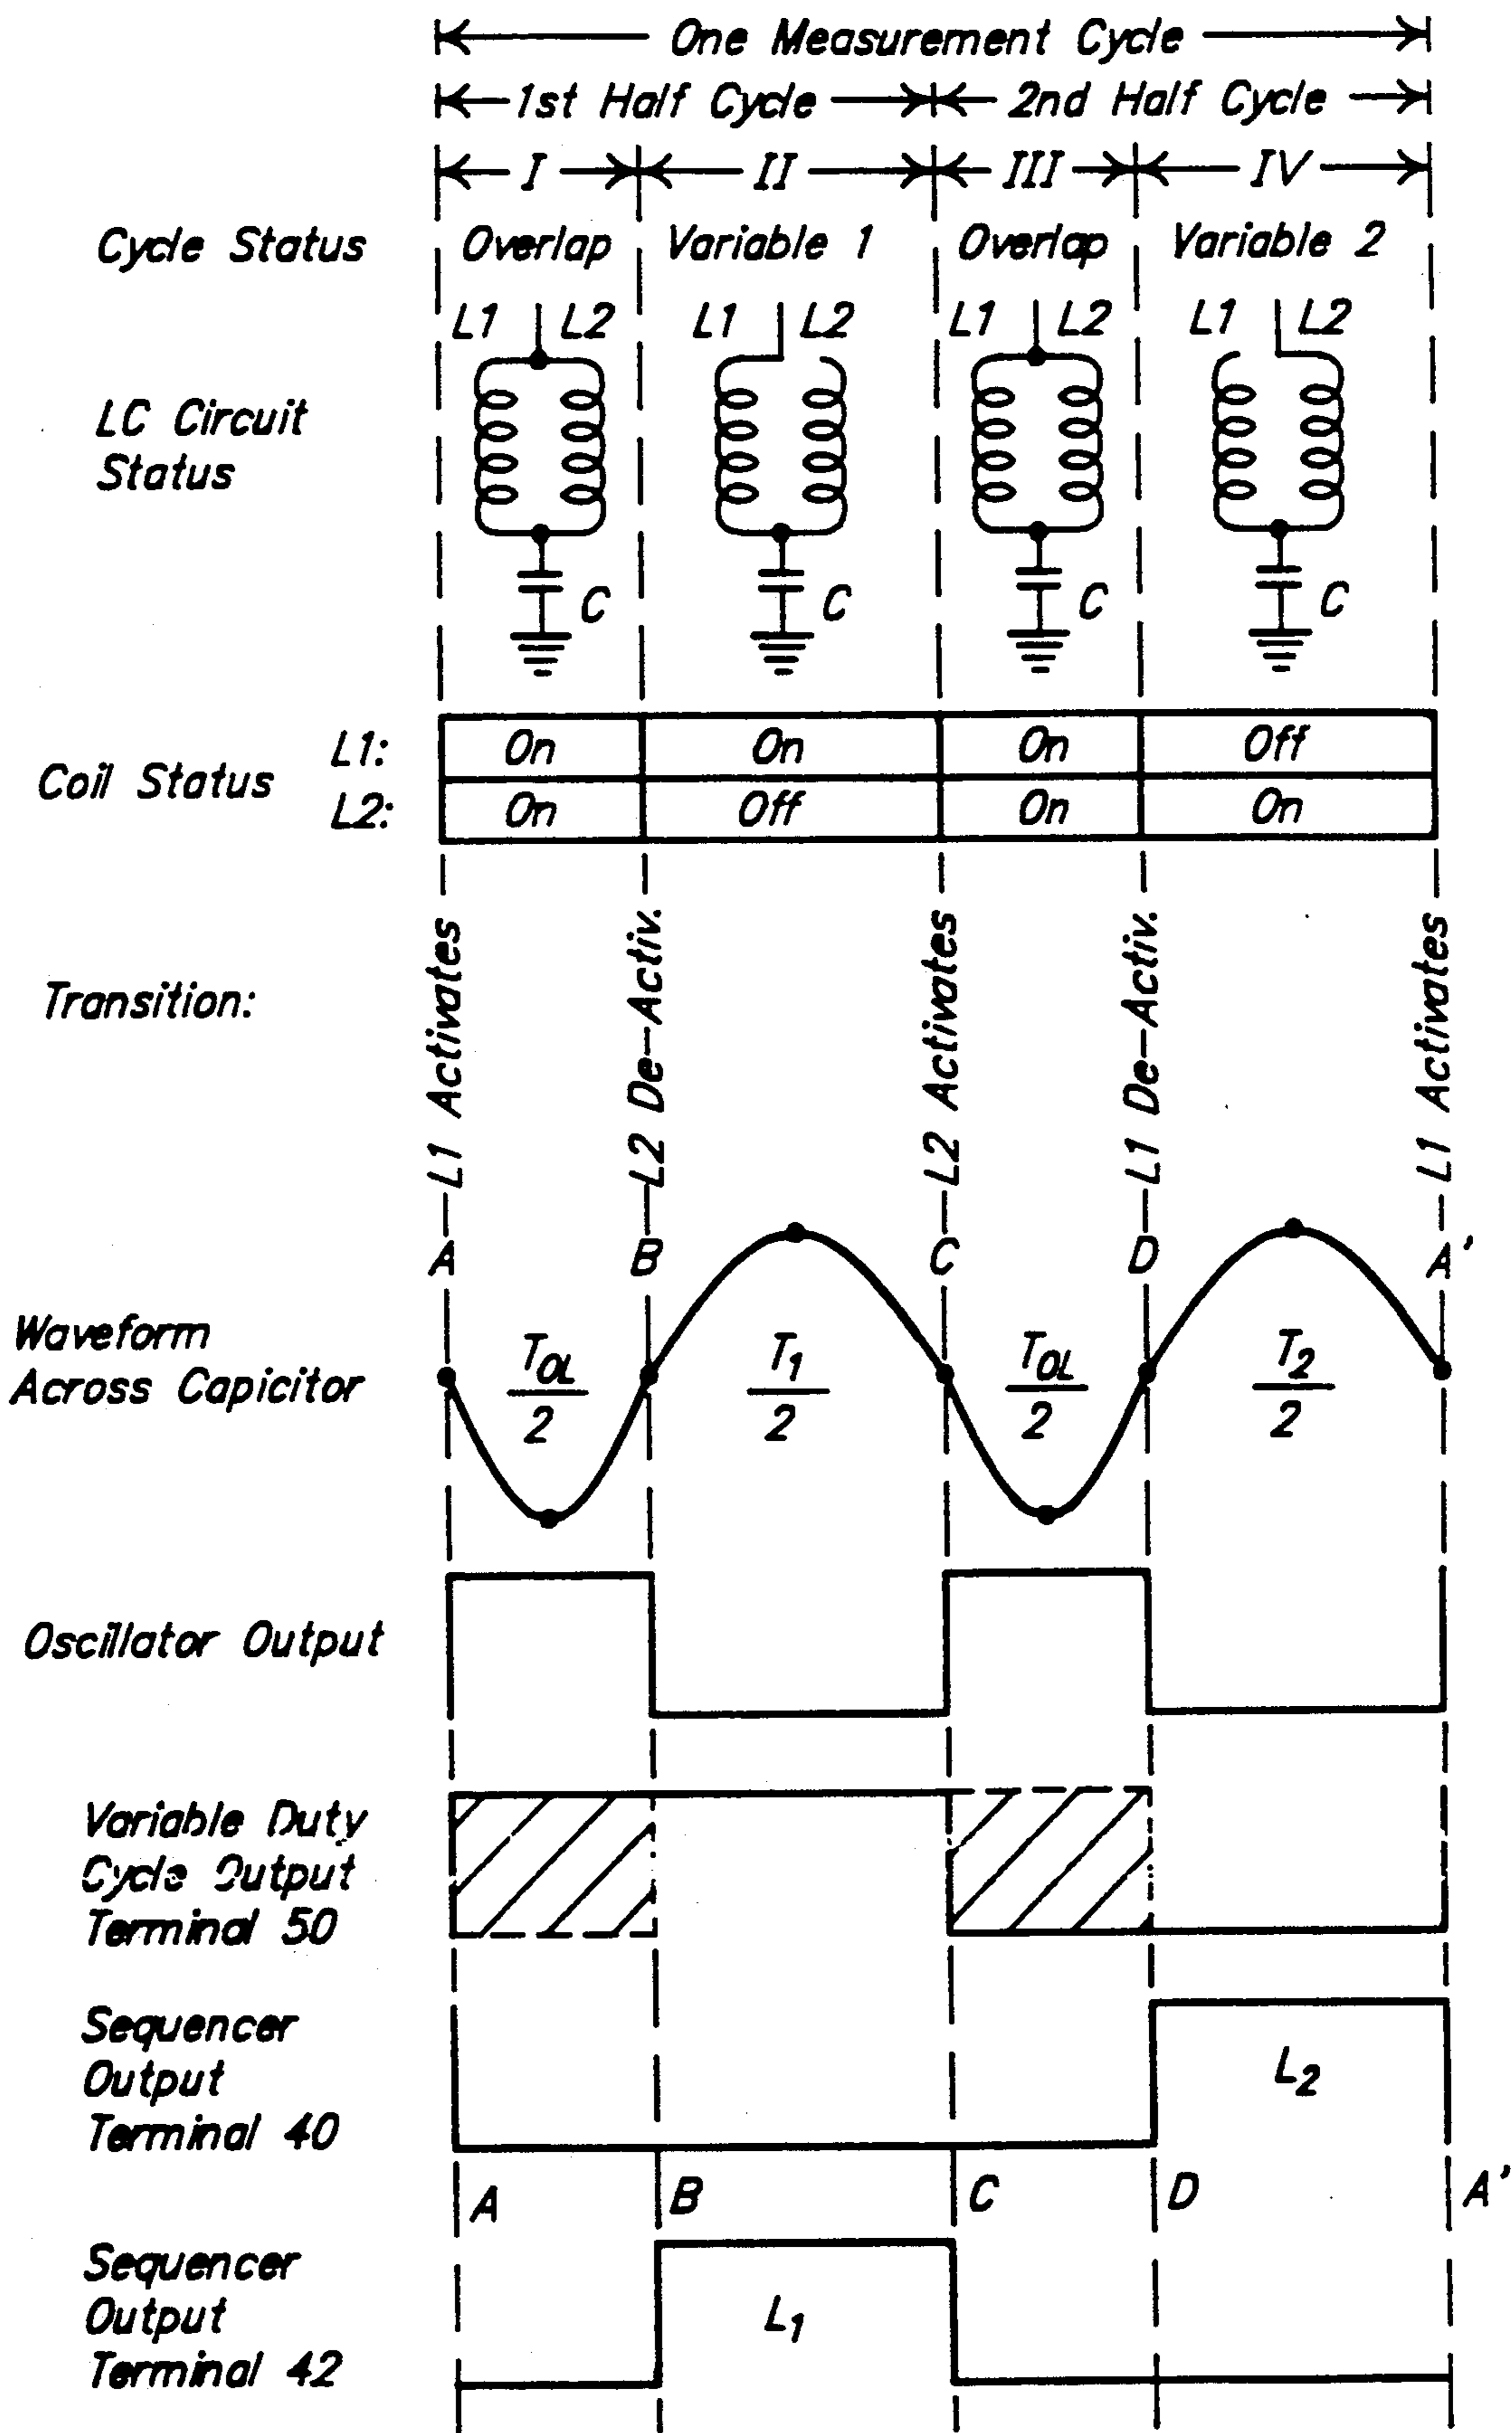 One Measurement Cycle
1st Half Cycle 2nd Half Cycle
I II III IV
Cycle Status Overlap Variable 1 Overlap Variable 2
L1 L2 L1 L2 L1 L2 L1 L2
LC Circuit
Status
C C C C
Coil Status
L1: On On On Off
L2: On Off On On
Transition:
L1 Activates
L2 De-Activ.
L2 Activates
L1 De-Activ.
L1 Activates
A B C D A'
Waveform
Across Capicitor
TOL/2 T1/2 TOL/2 T2/2
Oscillator Output
Variable Duty
Cycle Output
Terminal 50
Sequencer
Output
Terminal 40
L2
A B C D A'
Sequencer
Output
Terminal 42
L1